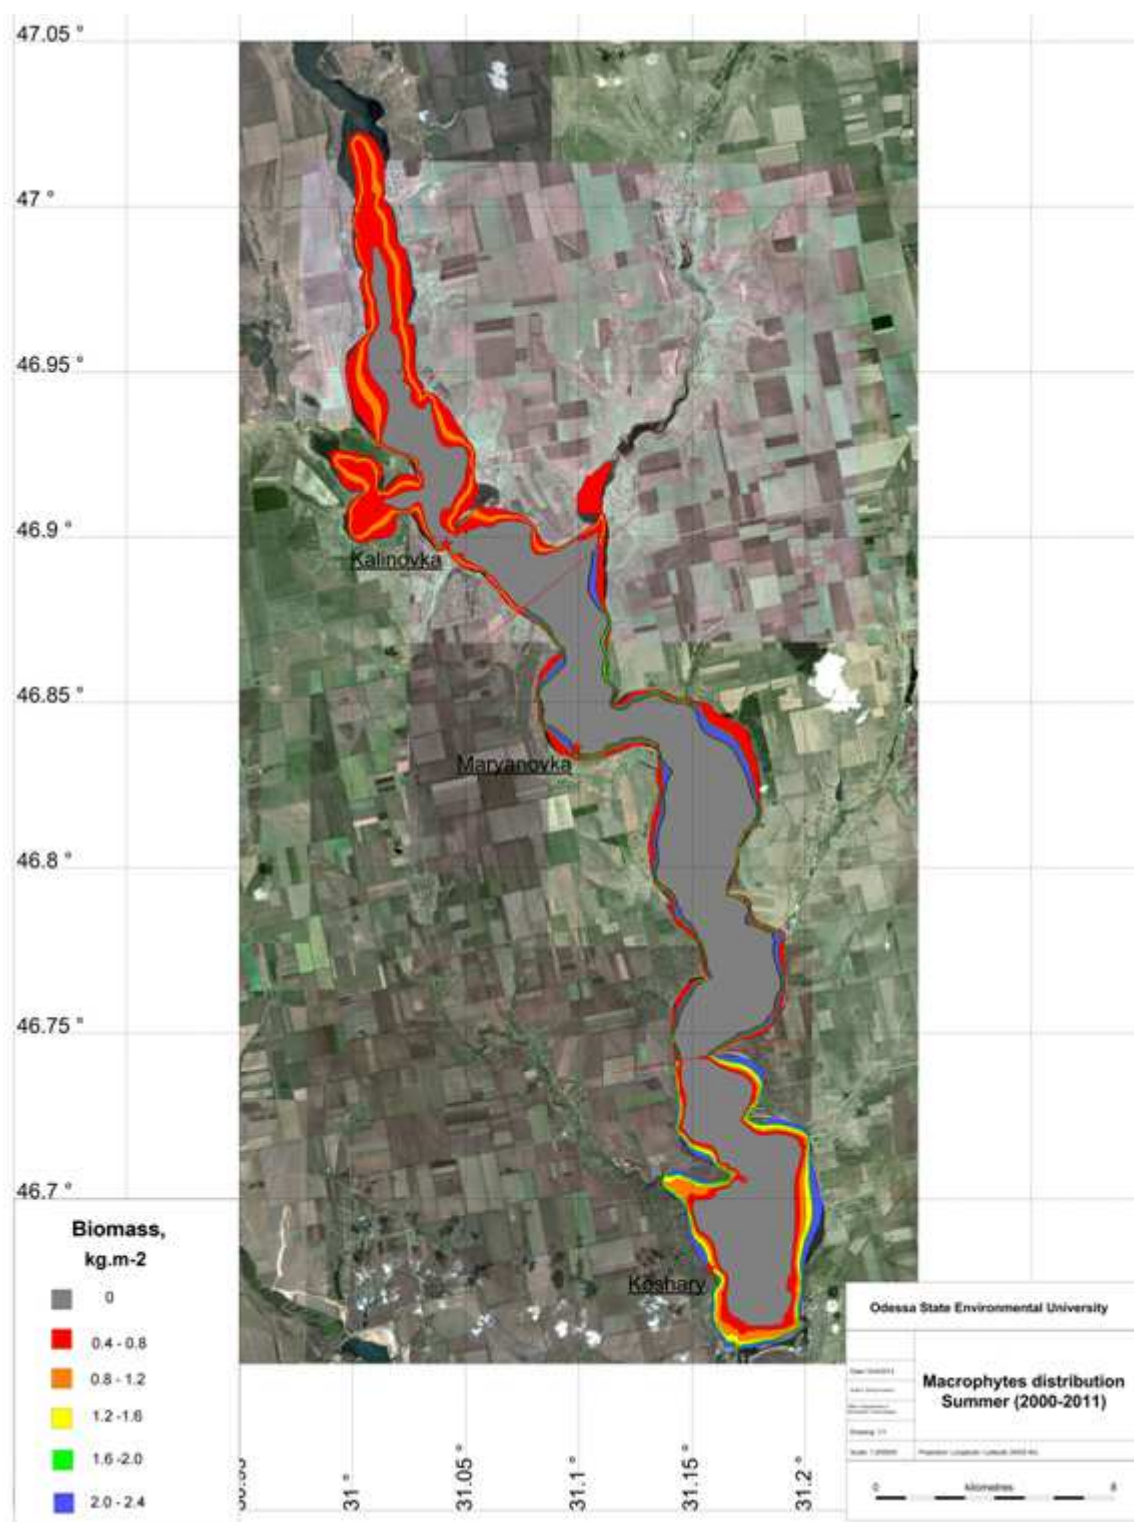 47.05 °
47 °
46.95 °
46.9 °
46.85 °
46.8 °
46.75 °
46.7 °
Kalinovka
Maryanovka
Koshary
Biomass,
kg.m-2
0
0.4 - 0.8
0.8 - 1.2
1.2 -1.6
1.6 -2.0
2.0 - 2.4
31 °
31.05 °
31.1 °
31.15 °
31.2 °
Odessa State Environmental University
Macrophytes distribution
Summer (2000-2011)
0 kilometres 8